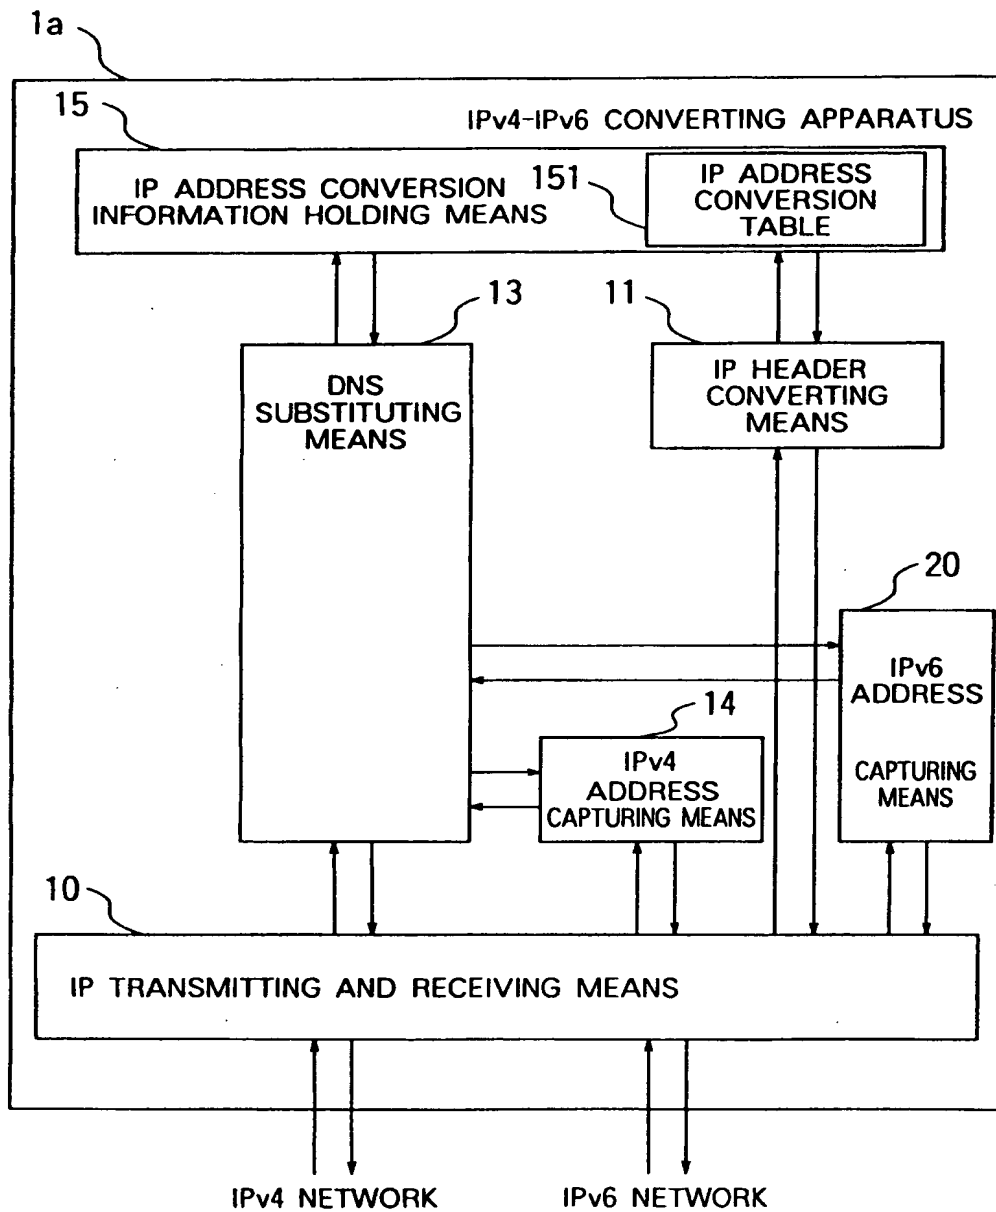 1a
15
IPv4-IPv6 CONVERTING APPARATUS
IP ADDRESS CONVERSION
INFORMATION HOLDING MEANS
151
IP ADDRESS
CONVERSION
TABLE
13
11
DNS
SUBSTITUTING
MEANS
IP HEADER
CONVERTING
MEANS
20
IPv6
ADDRESS
CAPTURING
MEANS
14
IPv4
ADDRESS
CAPTURING MEANS
10
IP TRANSMITTING AND RECEIVING MEANS
IPv4 NETWORK
IPv6 NETWORK